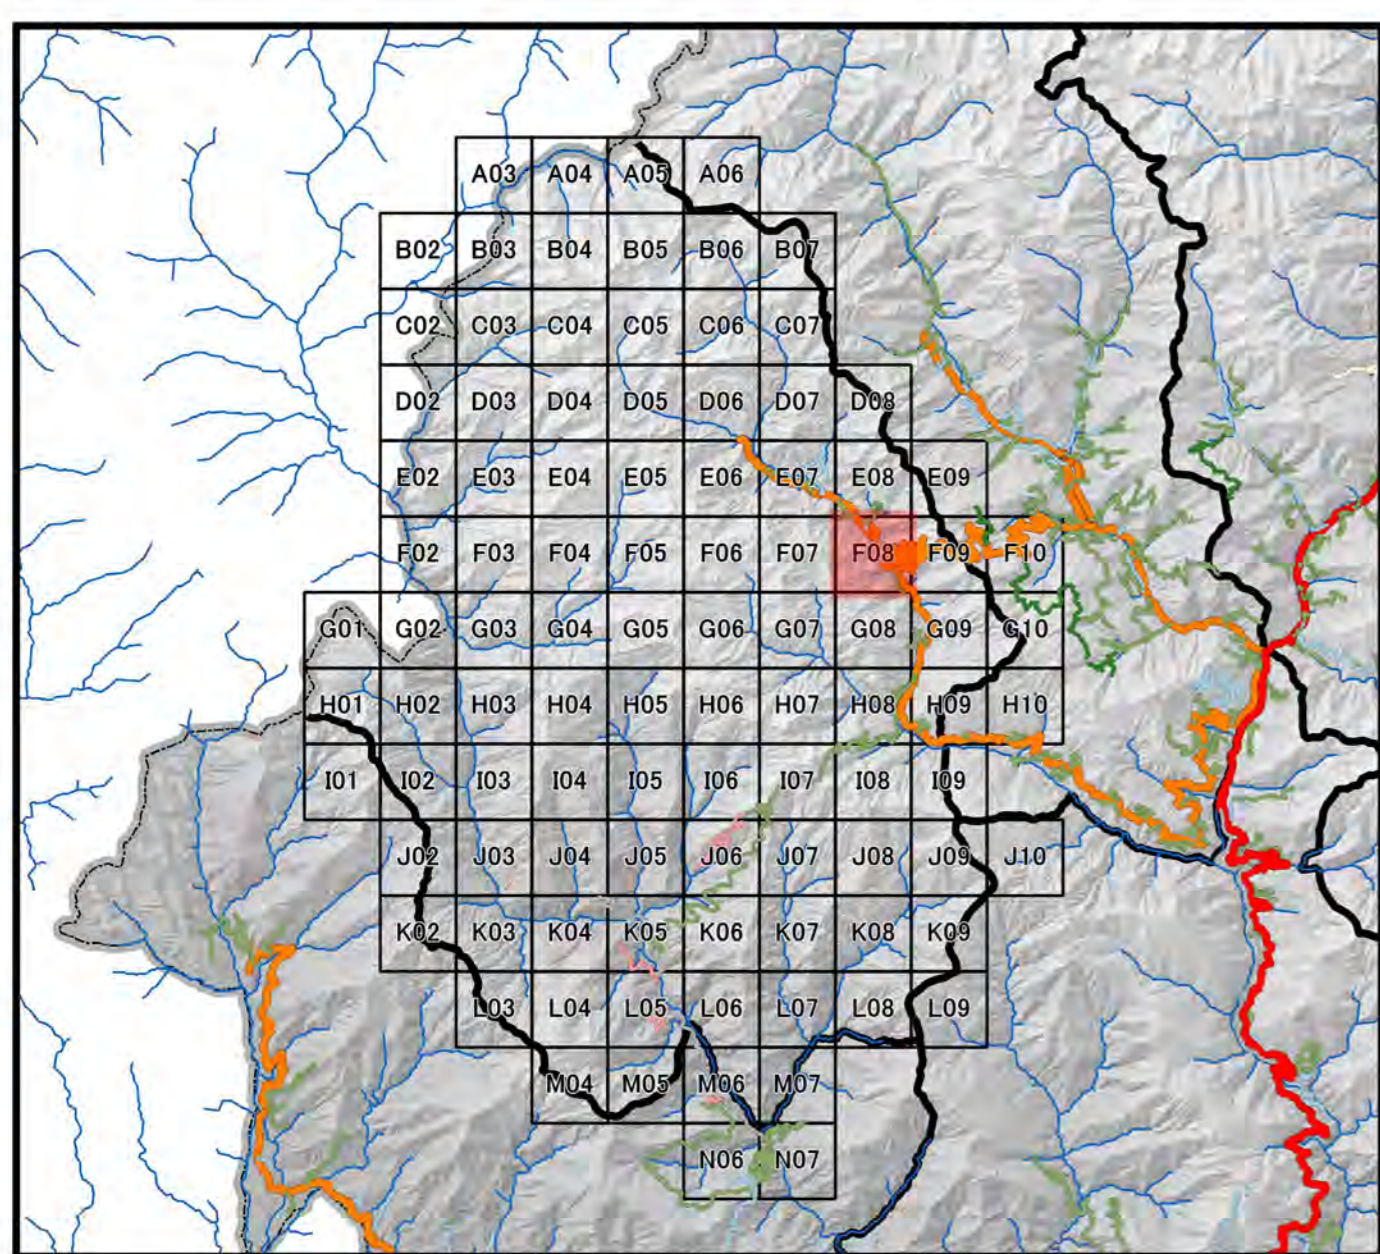 A03 A04 A05 A06
B02 B03 B04 B05 B06 B07
C02 C03 C04 C05 C06 C07
D02 D03 D04 D05 D06 D07 D08
E02 E03 E04 E05 E06 E07 E08 E09
F02 F03 F04 F05 F06 F07 F08 F09 F10
G01 G02 G03 G04 G05 G06 G07 G08 G09 G10
H01 H02 H03 H04 H05 H06 H07 H08 H09 H10
I01 I02 I03 I04 I05 I06 I07 I08 I09
J02 J03 J04 J05 J06 J07 J08 J09 J10
K02 K03 K04 K05 K06 K07 K08 K09
L03 L04 L05 L06 L07 L08 L09
M04 M05 M06 M07
N06 N07